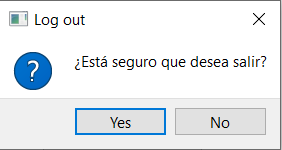 Log out
¿Está seguro que desea salir?
Yes No